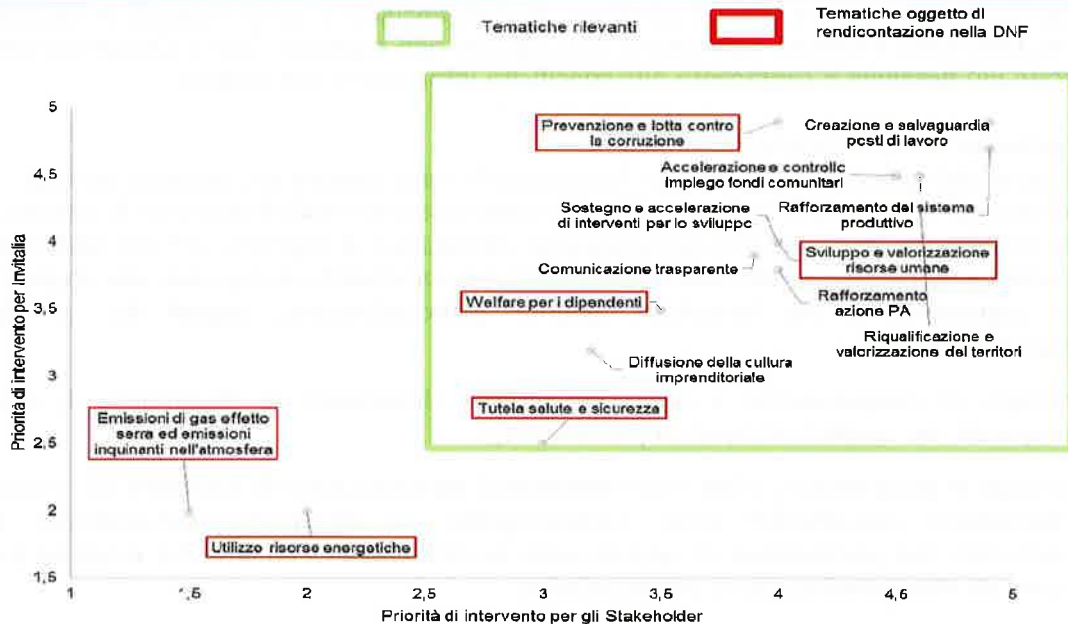 Tematiche rilevanti
Tematiche oggetto di
rendicontazione nella DNF
Priorità di intervento per Invitalia
5
4,5
4
3,5
3
2,5
2
1,5
Prevenzione e lotta contro
la corruzione
Creazione e salvaguardia
posti di lavoro
Accelerazione e controllo
impiego fondi comunitari
Sostegno e accelerazione
di interventi per lo sviluppo
Rafforzamento del sistema
produttivo
Comunicazione trasparente
Sviluppo e valorizzazione
risorse umane
Welfare per i dipendenti
Rafforzamento
azione PA
Riqualificazione e
valorizzazione dei territori
Diffusione della cultura
imprenditoriale
Tutela salute e sicurezza
Emissioni di gas effetto
serra ed emissioni
inquinanti nell'atmosfera
Utilizzo risorse energetiche
1
1,5
2
2,5
3
3,5
4
4,5
5
Priorità di intervento per gli Stakeholder